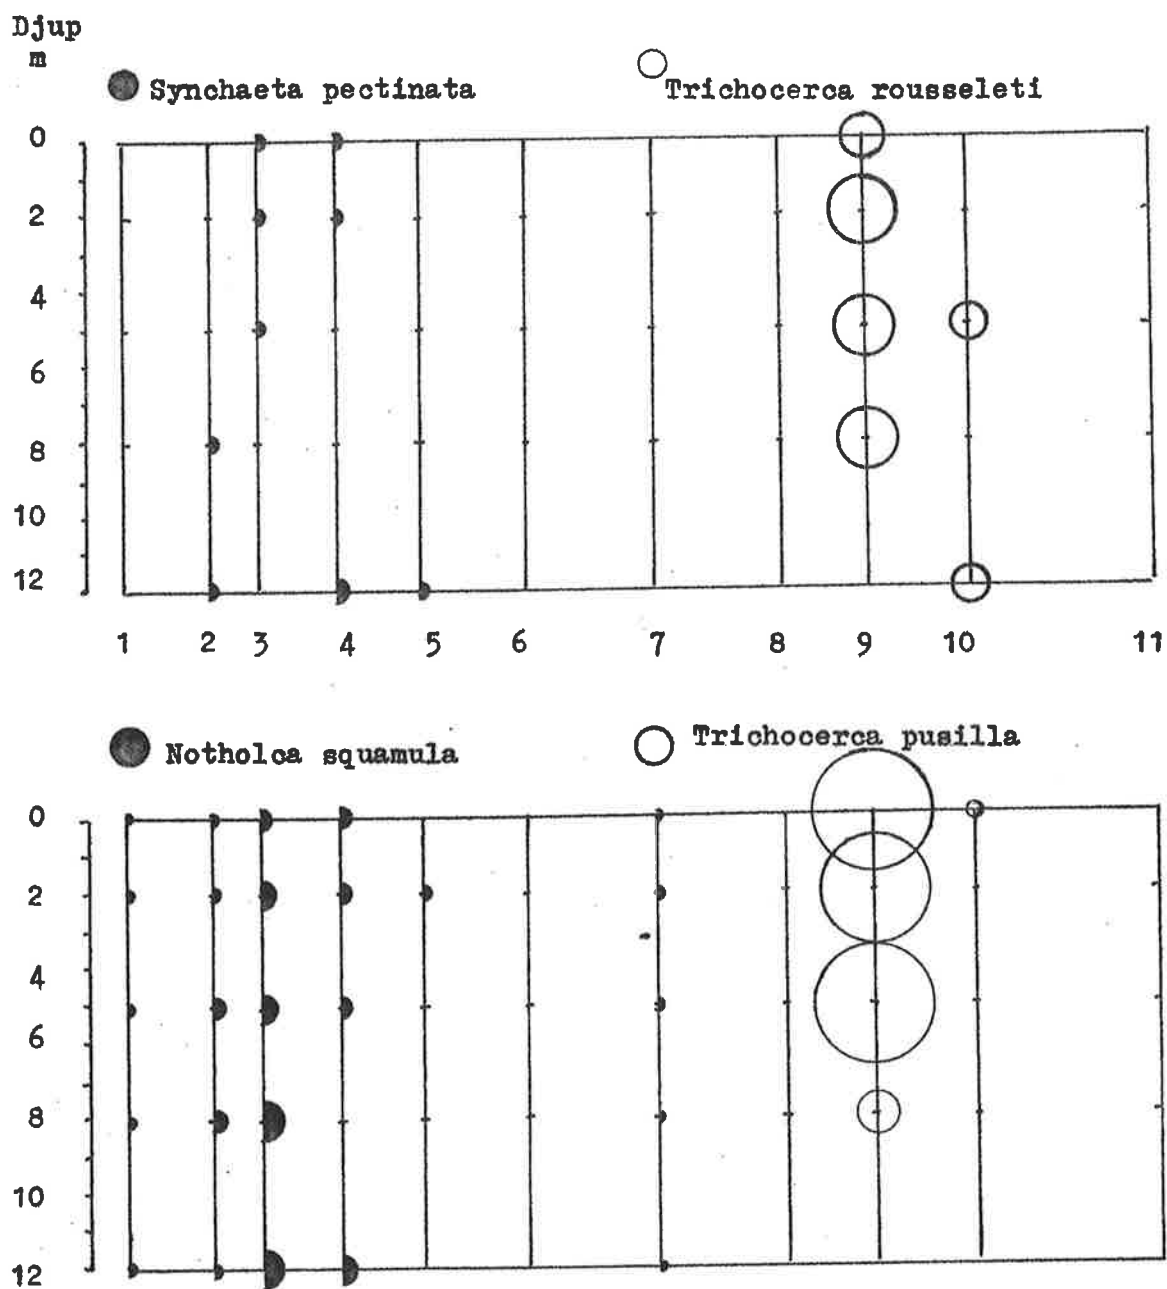 Djup
m
Synchaeta pectinata
Trichocerca rousseleti
0
2
4
6
8
10
12
1 2 3 4 5 6 7 8 9 10 11
Notholca squamula
Trichocerca pusilla
0
2
4
6
8
10
12